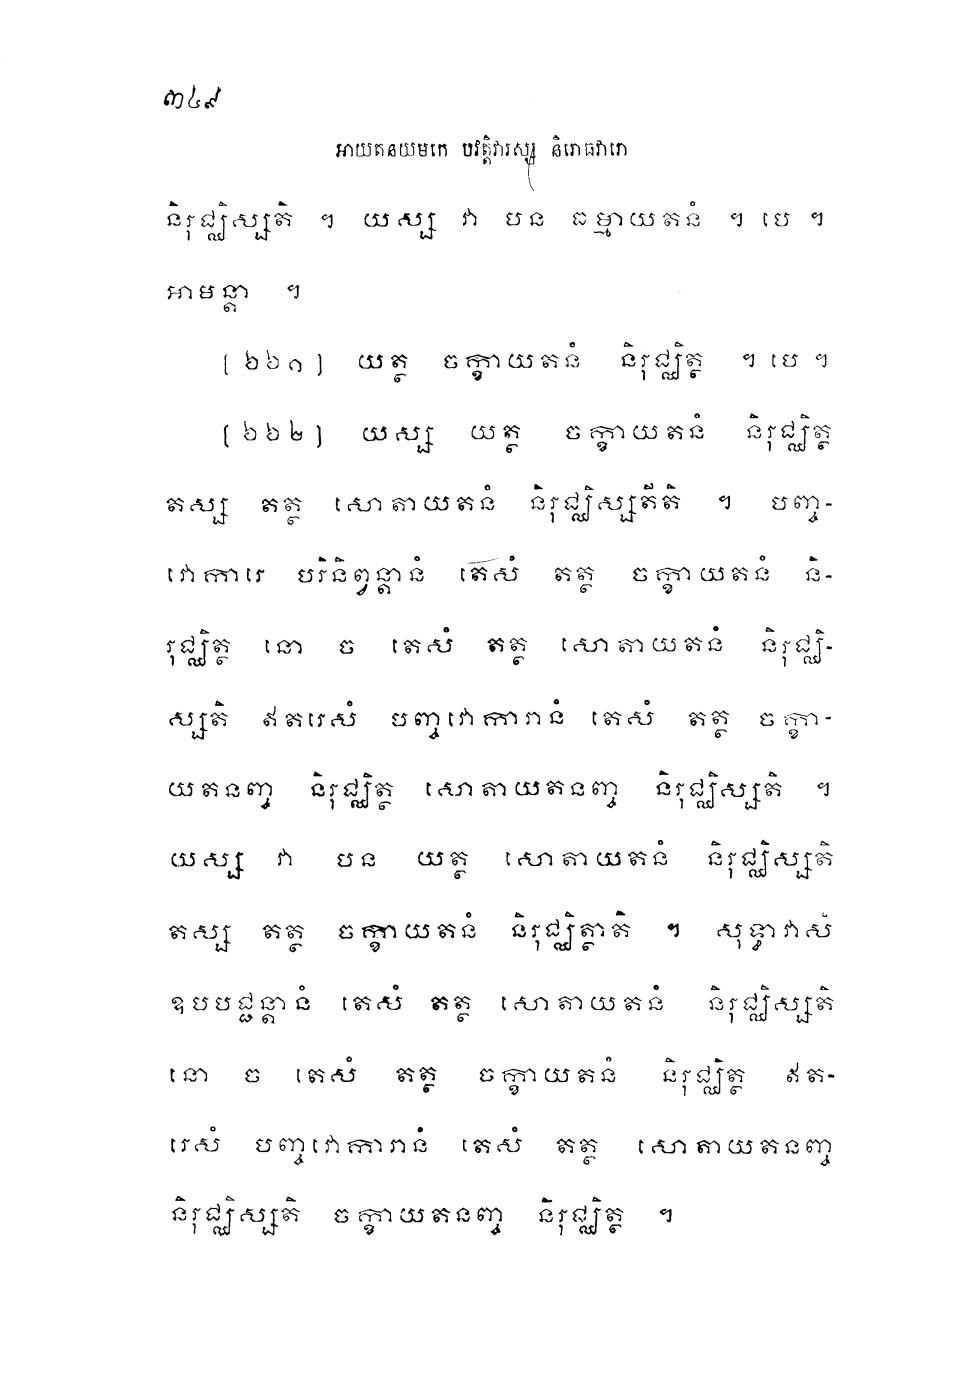 ៣៤៩
អាយតនយមកេ បវត្តិវារស្ស និរោធវារោ
និរុជ្ឈិស្សតិ ។ យស្ស វា បន ធម្មាយតនំ ។ បេ ។
អាមន្តា ។
[៦៦១] យត្ថ ចក្ខាយតនំ និរុជ្ឈិត្ថ ។ បេ ។
[៦៦២] យស្ស យត្ថ ចក្ខាយតនំ និរុជ្ឈិត្ថ
តស្ស តត្ថ សោតាយតនំ និរុជ្ឈិស្សតីតិ ។ បញ្ច-
វោការេ បរិនិព្វន្តានំ តេសំ តត្ថ ចក្ខាយតនំ និ-
រុជ្ឈិត្ថ នោ ច តេសំ តត្ថ សោតាយតនំ និរុជ្ឈិ-
ស្សតិ ឥតរេសំ បញ្ចវោការានំ តេសំ តត្ថ ចក្ខា-
យតនញ្ច និរុជ្ឈិត្ថ សោតាយតនញ្ច និរុជ្ឈិស្សតិ ។
យស្ស វា បន យត្ថ សោតាយតនំ និរុជ្ឈិស្សតិ
តស្ស តត្ថ ចក្ខាយតនំ និរុជ្ឈិត្ថាតិ ។ សុទ្ធាវាសំ
ឧបបជ្ជន្តានំ តេសំ តត្ថ សោតាយតនំ និរុជ្ឈិស្សតិ
នោ ច តេសំ តត្ថ ចក្ខាយតនំ និរុជ្ឈិត្ថ ឥត-
រេសំ បញ្ចវោការានំ តេសំ តត្ថ សោតាយតនញ្ច
និរុជ្ឈិស្សតិ ចក្ខាយតនញ្ច និរុជ្ឈិត្ថ ។